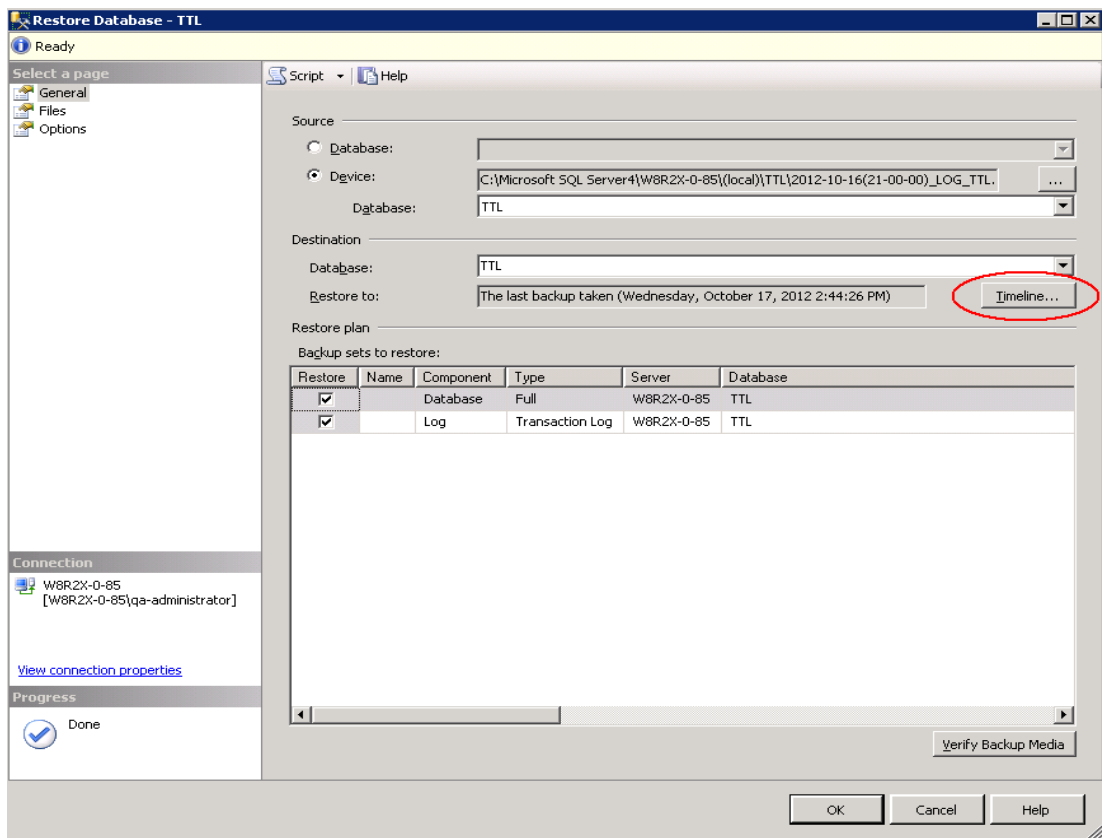 Restore Database - TTL
Ready
Select a page
General
Files
Options
Script
Help
Source
Database:
Device:
C:\Microsoft SQL Server4\W8R2X-0-85\(local)\TTL\2012-10-16(21-00-00)_LOG_TTL.
...
Database:
TTL
Destination
Database:
TTL
Restore to:
The last backup taken (Wednesday, October 17, 2012 2:44:26 PM)
Timeline...
Restore plan
Backup sets to restore:
Restore Name Component Type Server Database
Database Full W8R2X-0-85 TTL
Log Transaction Log W8R2X-0-85 TTL
Connection
W8R2X-0-85
[W8R2X-0-85\qa-administrator]
View connection properties
Progress
Done
Verify Backup Media
OK Cancel Help